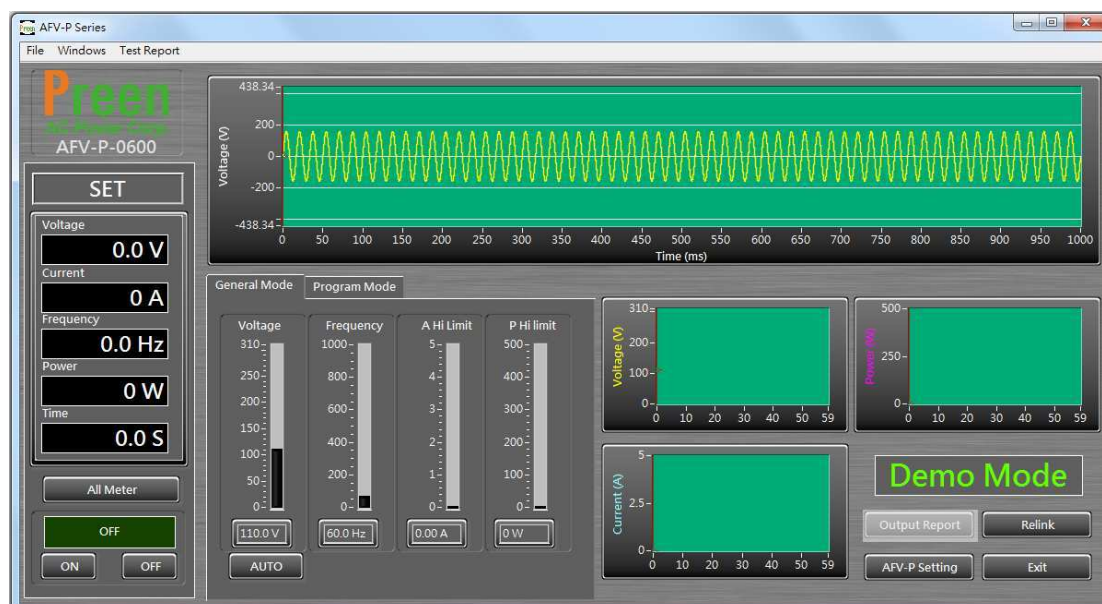 Preen AFV-P Series
File Windows Test Report
Preen
AC Power Corp.
AFV-P-0600
SET
Voltage
0.0 V
Current
0 A
Frequency
0.0 Hz
Power
0 W
Time
0.0 S
All Meter
OFF
ON OFF
Voltage (V)
438.34
200
0
-200
-438.34
0 50 100 150 200 250 300 350 400 450 500 550 600 650 700 750 800 850 900 950 1000
Time (ms)
General Mode Program Mode
Voltage Frequency A Hi Limit P Hi limit
310 1000 5 500
250 800 4 400
200 600 3 300
150 400 2 200
100 200 1 100
50
0 0 0 0
110.0 V 60.0 Hz 0.00 A 0 W
AUTO
Voltage (V)
310
200
100
0
0 10 20 30 40 50 59
Power (W)
500
250
0
0 10 20 30 40 50 59
Current (A)
5
2.5
0
0 10 20 30 40 50 59
Demo Mode
Output Report Relink
AFV-P Setting Exit